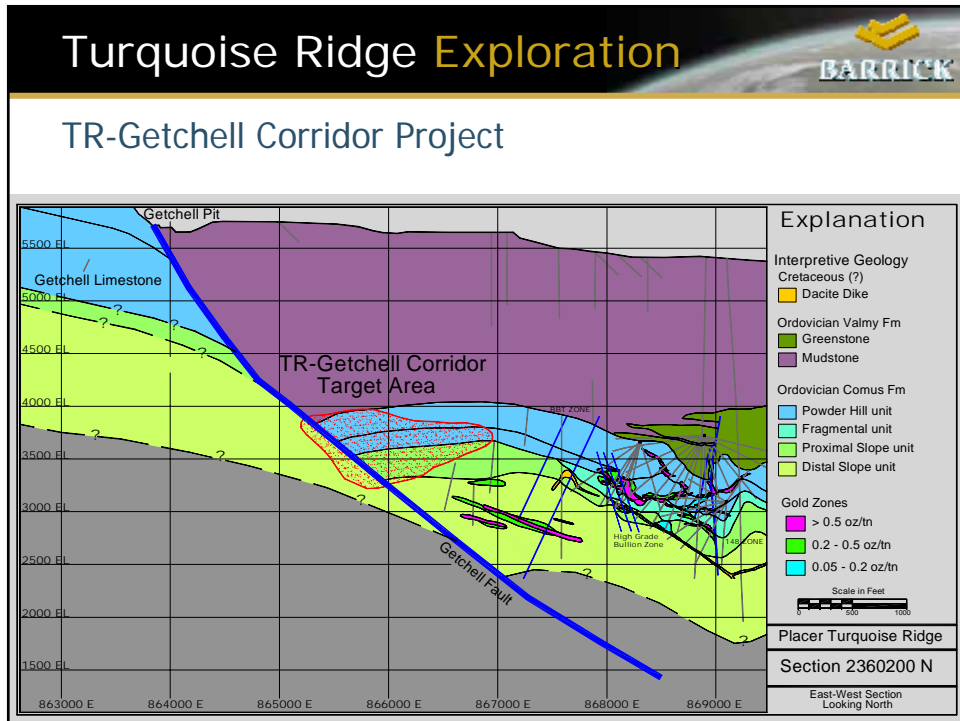 Turquoise Ridge Exploration
BARRICK
TR-Getchell Corridor Project
Getchell Pit
5500 EL
Getchell Limestone
5000 EL
?
?
?
?
4500 EL
?
TR-Getchell Corridor
Target Area
4000 EL
BBT ZONE
?
?
3500 EL
?
3000 EL
High Grade
Bullion Zone
148 ZONE
2500 EL
Getchell Fault
?
2000 EL
?
1500 EL
863000 E
864000 E
865000 E
866000 E
867000 E
868000 E
869000 E
Explanation
Interpretive Geology
Cretaceous (?)
Dacite Dike
Ordovician Valmy Fm
Greenstone
Mudstone
Ordovician Comus Fm
Powder Hill unit
Fragmental unit
Proximal Slope unit
Distal Slope unit
Gold Zones
> 0.5 oz/tn
0.2 - 0.5 oz/tn
0.05 - 0.2 oz/tn
Scale in Feet
0 500 1000
Placer Turquoise Ridge
Section 2360200 N
East-West Section
Looking North